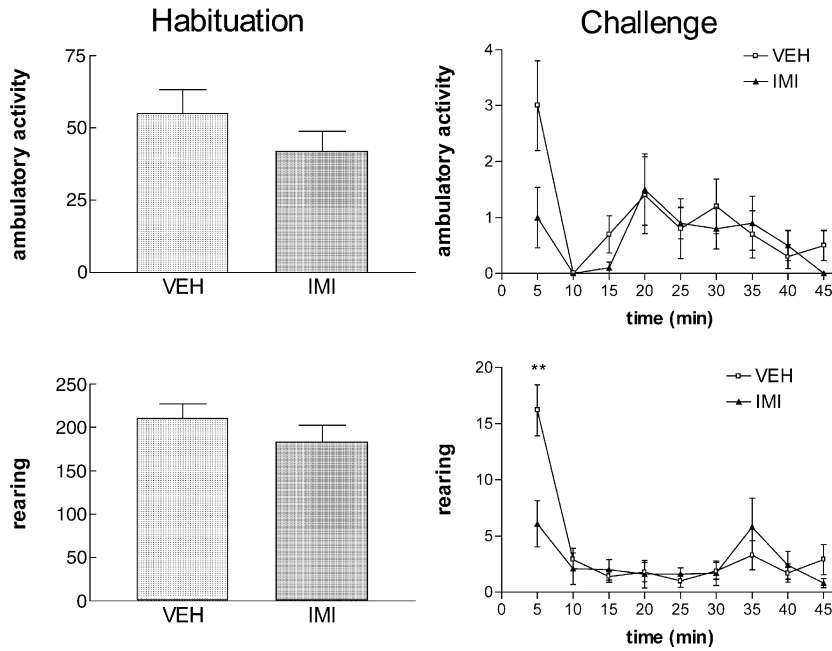 Habituation
Challenge
ambulatory activity
75
50
25
0
VEH
IMI
ambulatory activity
4
3
2
1
0
VEH
IMI
0 5 10 15 20 25 30 35 40 45
time (min)
rearing
250
200
150
100
50
0
VEH
IMI
rearing
20
15
10
5
0
**
VEH
IMI
0 5 10 15 20 25 30 35 40 45
time (min)